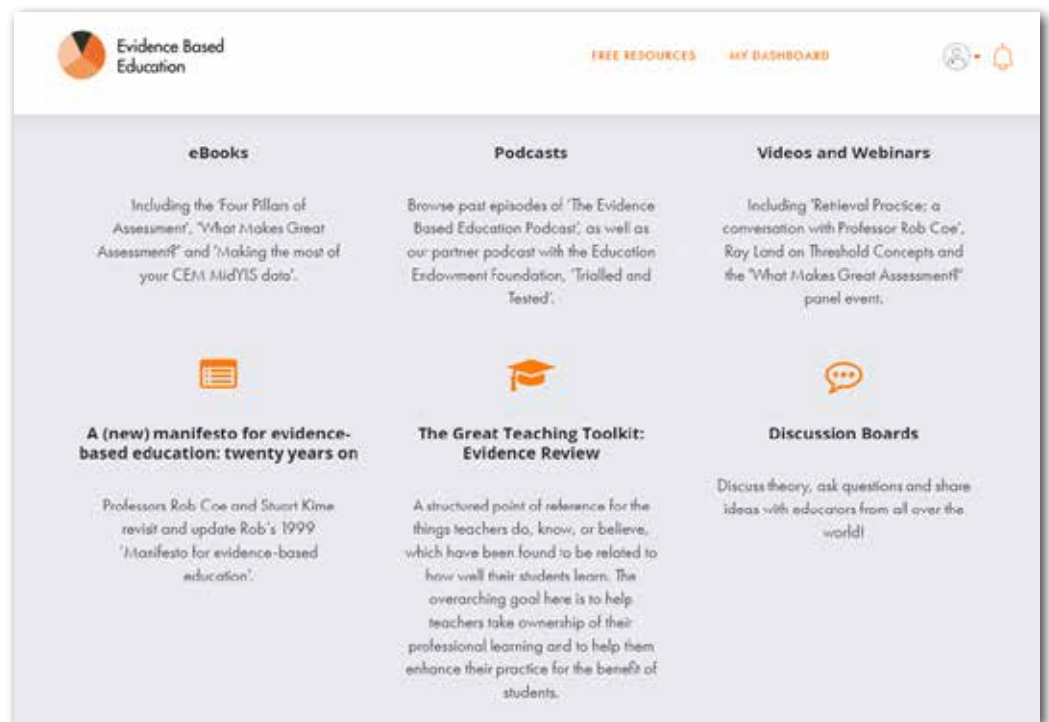 Evidence Based
Education
FREE RESOURCES
MY DASHBOARD
eBooks
Including the 'Four Pillars of
Assessment', 'What Makes Great
Assessment?' and 'Making the most of
your CEM MidYIS data'.
Podcasts
Browse past episodes of 'The Evidence
Based Education Podcast', as well as
our partner podcast with the Education
Endowment Foundation, 'Trialled and
Tested'.
Videos and Webinars
Including 'Retrieval Practice; a
conversation with Professor Rob Coe',
Ray Land on Threshold Concepts and
the 'What Makes Great Assessment?'
panel event.
A (new) manifesto for evidence-
based education: twenty years on
Professors Rob Coe and Stuart Kime
revisit and update Rob's 1999
'Manifesto for evidence-based
education'.
The Great Teaching Toolkit:
Evidence Review
A structured point of reference for the
things teachers do, know, or believe,
which have been found to be related to
how well their students learn. The
overarching goal here is to help
teachers take ownership of their
professional learning and to help them
enhance their practice for the benefit of
students.
Discussion Boards
Discuss theory, ask questions and share
ideas with educators from all over the
world!